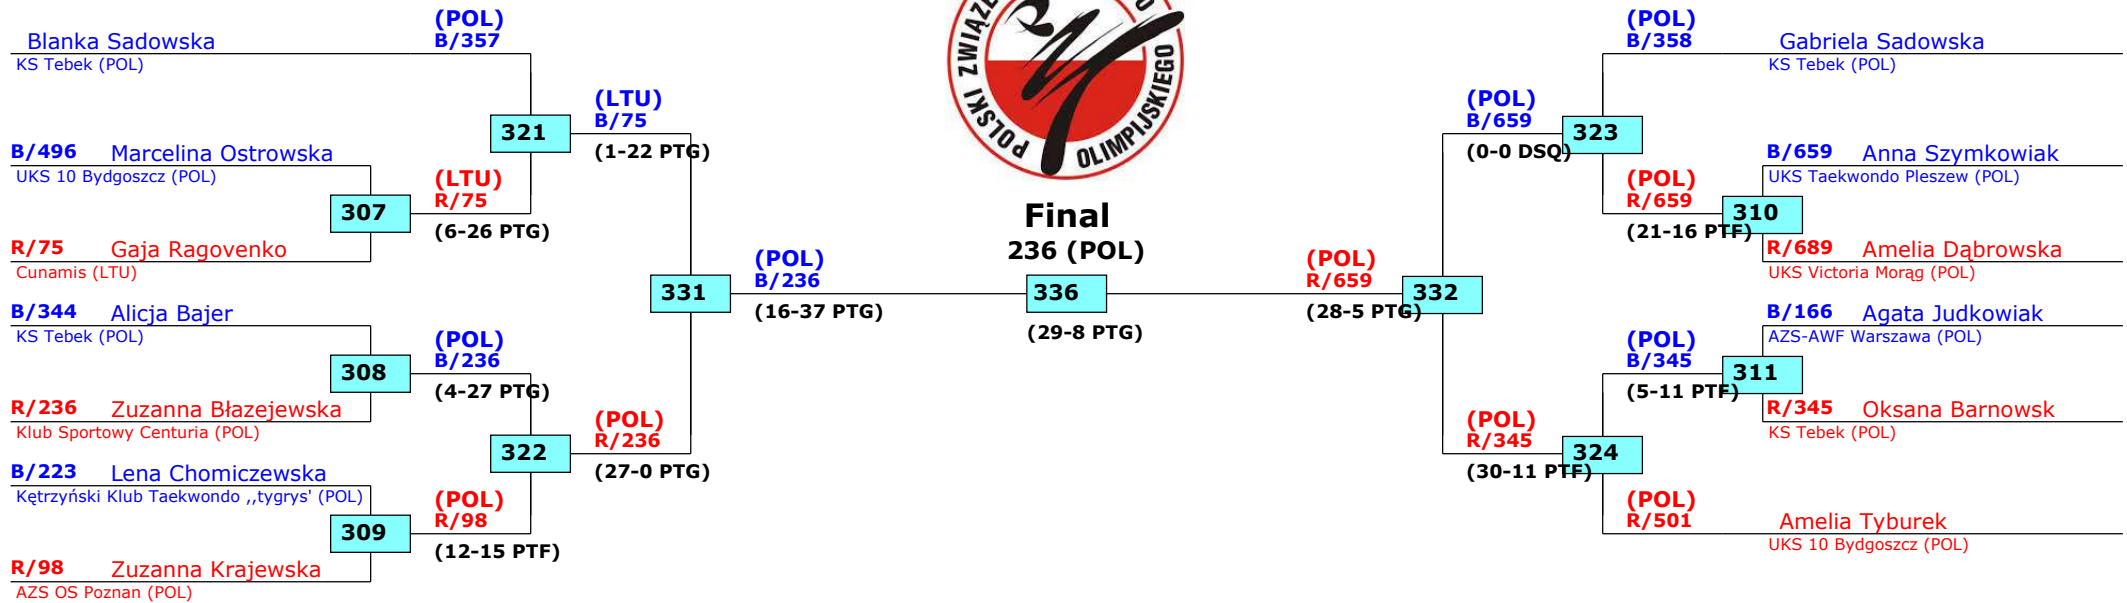 (POL)
B/357
Blanka Sadowska
KS Tebek (POL)
321
(LTU)
B/75
(1-22 PTG)
B/496 Marcelina Ostrowska
UKS 10 Bydgoszcz (POL)
307
(LTU)
R/75
(6-26 PTG)
R/75 Gaja Ragovenko
Cunamis (LTU)
331
(POL)
B/236
(16-37 PTG)
B/344 Alicja Bajer
KS Tebek (POL)
308
(POL)
B/236
(4-27 PTG)
R/236 Zuzanna Błazejewska
Klub Sportowy Centuria (POL)
322
(POL)
R/236
(27-0 PTG)
B/223 Lena Chomiczewska
Kętrzyński Klub Taekwondo ,,tygrys' (POL)
309
(POL)
R/98
(12-15 PTF)
R/98 Zuzanna Krajewska
AZS OS Poznan (POL)
POLSKI
OLIMPIJSKIEGO
Final
236 (POL)
336
(29-8 PTG)
(POL)
R/659
(28-5 PTG)
332
(POL)
B/659
(0-0 DSQ)
323
(POL)
B/358
Gabriela Sadowska
KS Tebek (POL)
B/659 Anna Szymkowiak
UKS Taekwondo Pleszew (POL)
(POL)
R/659
(21-16 PTF)
310
R/689 Amelia Dąbrowska
UKS Victoria Morąg (POL)
B/166 Agata Judkowiak
AZS-AWF Warszawa (POL)
(POL)
B/345
(5-11 PTF)
311
R/345 Oksana Barnowsk
KS Tebek (POL)
(POL)
R/345
(30-11 PTF)
324
(POL)
R/501
Amelia Tyburek
UKS 10 Bydgoszcz (POL)